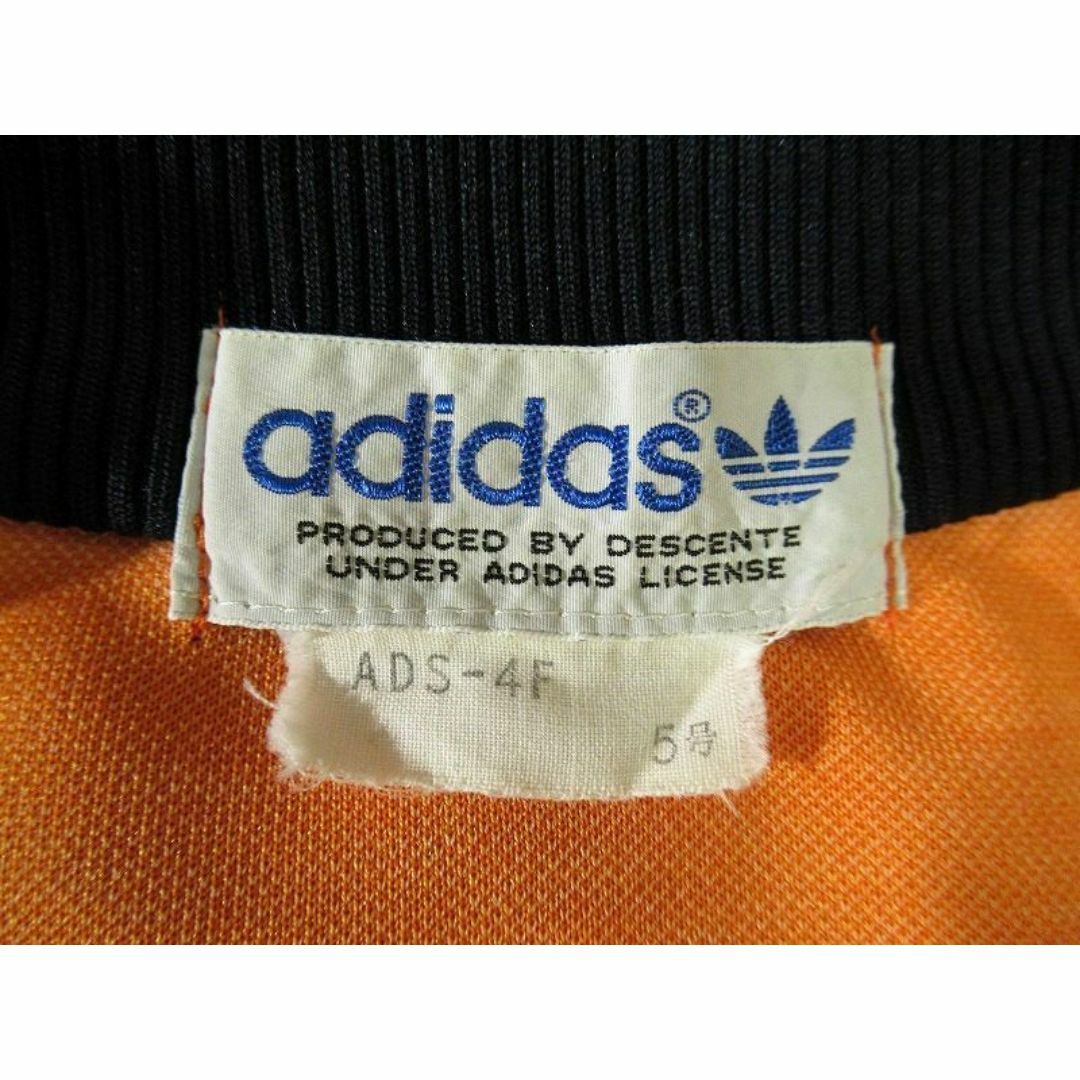 adidas®
PRODUCED BY DESCENTE
UNDER ADIDAS LICENSE
ADS-4F
5号